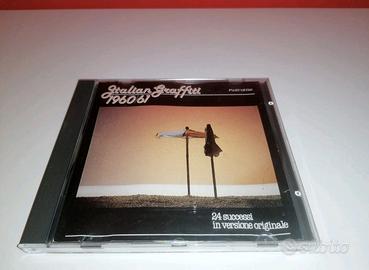 Italian Graffiti
1960/61
24 successi
in versione originale
subito